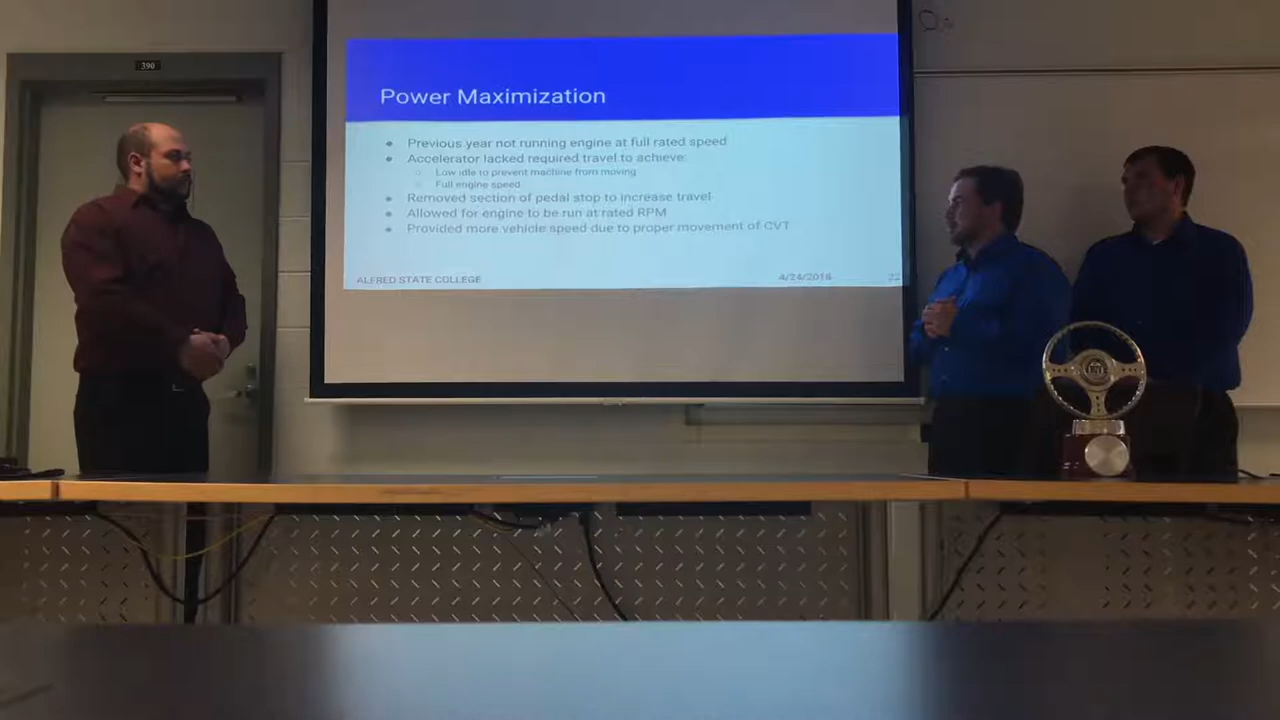 390
Power Maximization
Previous year not running engine at full rated speed
Accelerator lacked required travel to achieve:
Low idle to prevent machine from moving
Full engine speed
Removed section of pedal stop to increase travel
Allowed for engine to be run at rated RPM
Provided more vehicle speed due to proper movement of CVT
ALFRED STATE COLLEGE
4/24/2018